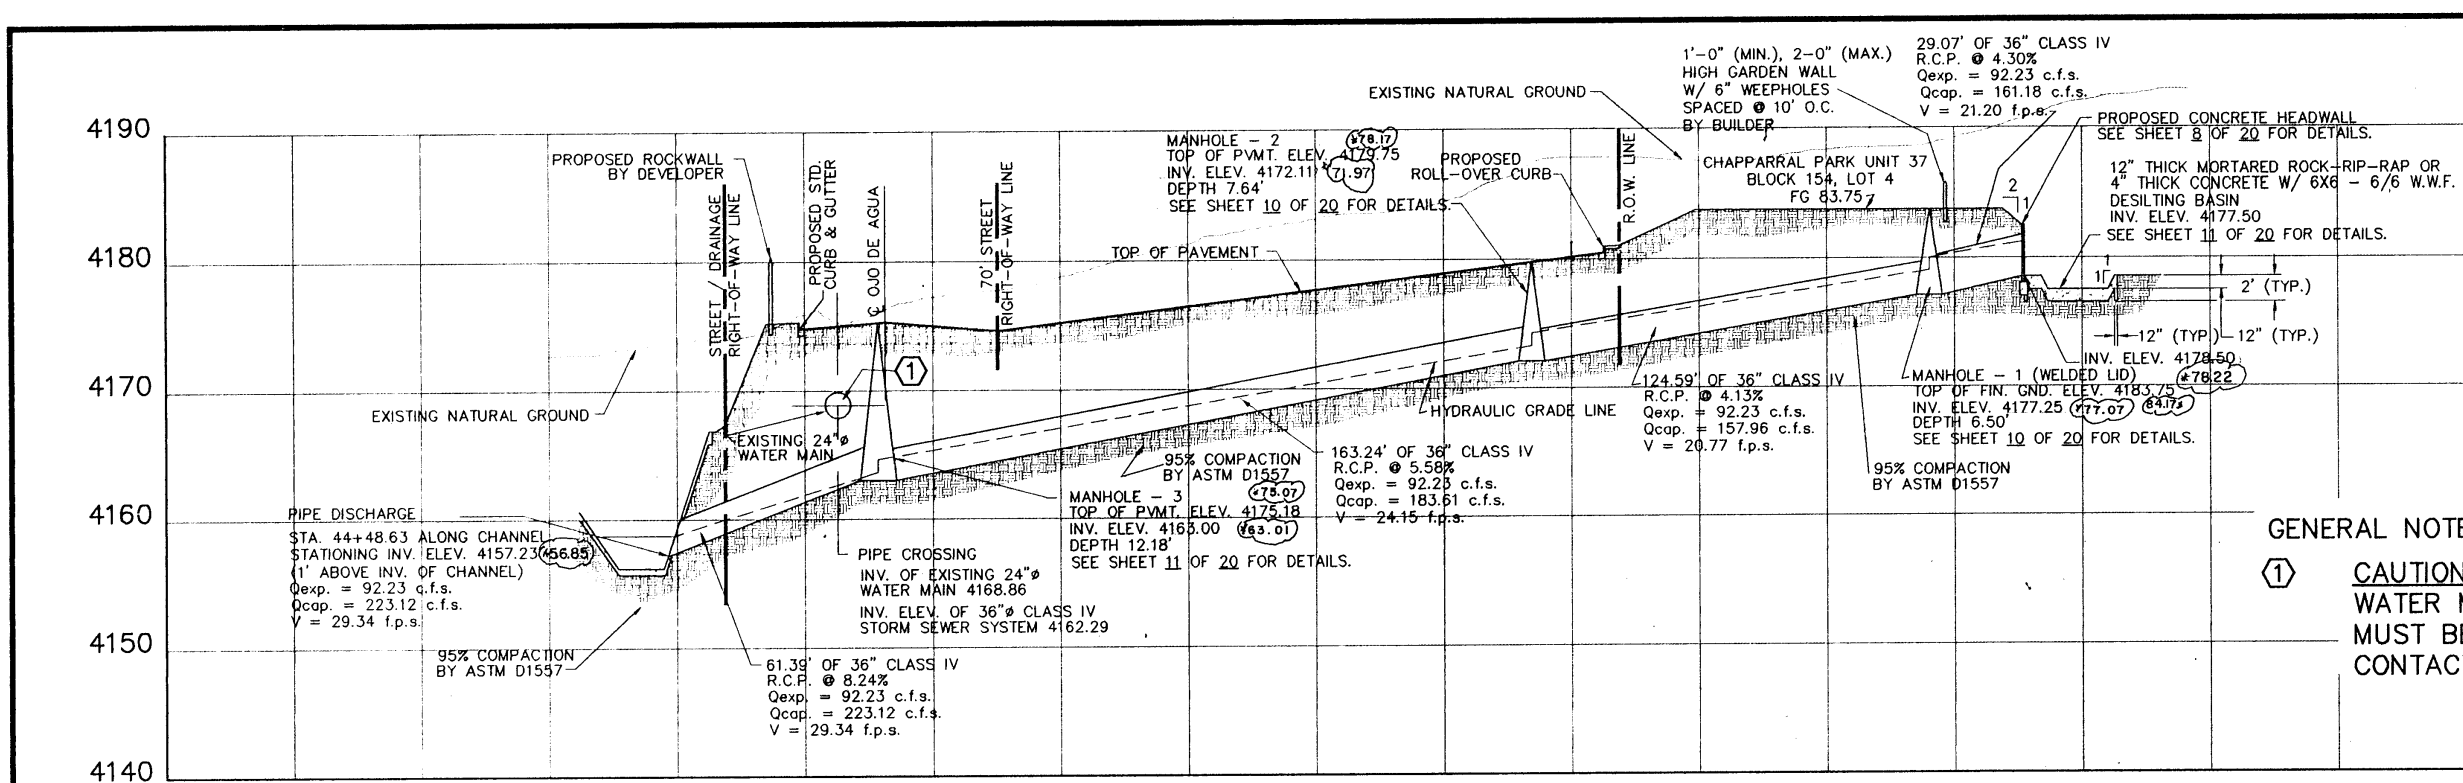 4190
4180
4170
4160
4150
4140
PROPOSED ROCKWALL
BY DEVELOPER
STREET / DRAINAGE
RIGHT-OF-WAY LINE
PROPOSED STD.
CURB & GUTTER
℄ OJO DE AGUA
70' STREET
RIGHT-OF-WAY LINE
EXISTING NATURAL GROUND
MANHOLE - 2
TOP OF PVMT. ELEV. 4179.75
*78.17
INV. ELEV. 4172.11
*71.97
DEPTH 7.64'
SEE SHEET 10 OF 20 FOR DETAILS.
TOP OF PAVEMENT
EXISTING NATURAL GROUND
PROPOSED
ROLL-OVER CURB
R.O.W. LINE
1'-0" (MIN.), 2-0" (MAX.)
HIGH GARDEN WALL
W/ 6" WEEPHOLES
SPACED @ 10' O.C.
BY BUILDER
CHAPPARRAL PARK UNIT 37
BLOCK 154, LOT 4
FG 83.75
29.07' OF 36" CLASS IV
R.C.P. @ 4.30%
Qexp. = 92.23 c.f.s.
Qcap. = 161.18 c.f.s.
V = 21.20 f.p.s.
PROPOSED CONCRETE HEADWALL
SEE SHEET 8 OF 20 FOR DETAILS.
12" THICK MORTARED ROCK-RIP-RAP OR
4" THICK CONCRETE W/ 6X6 - 6/6 W.W.F.
DESILTING BASIN
INV. ELEV. 4177.50
SEE SHEET 11 OF 20 FOR DETAILS.
2
1
1
1
2' (TYP.)
12" (TYP.)
12" (TYP.)
INV. ELEV. 4178.50
*78.22
MANHOLE - 1 (WELDED LID)
TOP OF FIN. GND. ELEV. 4183.75
84.17*
INV. ELEV. 4177.25
*77.07
DEPTH 6.50'
SEE SHEET 10 OF 20 FOR DETAILS.
1
EXISTING 24"ø
WATER MAIN
HYDRAULIC GRADE LINE
124.59' OF 36" CLASS IV
R.C.P. @ 4.13%
Qexp. = 92.23 c.f.s.
Qcap. = 157.96 c.f.s.
V = 20.77 f.p.s.
95% COMPACTION
BY ASTM D1557
163.24' OF 36" CLASS IV
R.C.P. @ 5.58%
Qexp. = 92.23 c.f.s.
Qcap. = 183.61 c.f.s.
V = 24.15 f.p.s.
95% COMPACTION
BY ASTM D1557
MANHOLE - 3
TOP OF PVMT. ELEV. 4175.18
*75.07
INV. ELEV. 4163.00
*63.01
DEPTH 12.18'
SEE SHEET 11 OF 20 FOR DETAILS.
PIPE DISCHARGE
STA. 44+48.63 ALONG CHANNEL
STATIONING INV. ELEV. 4157.23
*56.85
(1' ABOVE INV. OF CHANNEL)
Qexp. = 92.23 c.f.s.
Qcap. = 223.12 c.f.s.
V = 29.34 f.p.s.
PIPE CROSSING
INV. OF EXISTING 24"ø
WATER MAIN 4168.86
INV. ELEV. OF 36"ø CLASS IV
STORM SEWER SYSTEM 4162.29
95% COMPACTION
BY ASTM D1557
61.39' OF 36" CLASS IV
R.C.P. @ 8.24%
Qexp. = 92.23 c.f.s.
Qcap. = 223.12 c.f.s.
V = 29.34 f.p.s.
GENERAL NOTE
1
CAUTION
WATER M
MUST BE
CONTAC